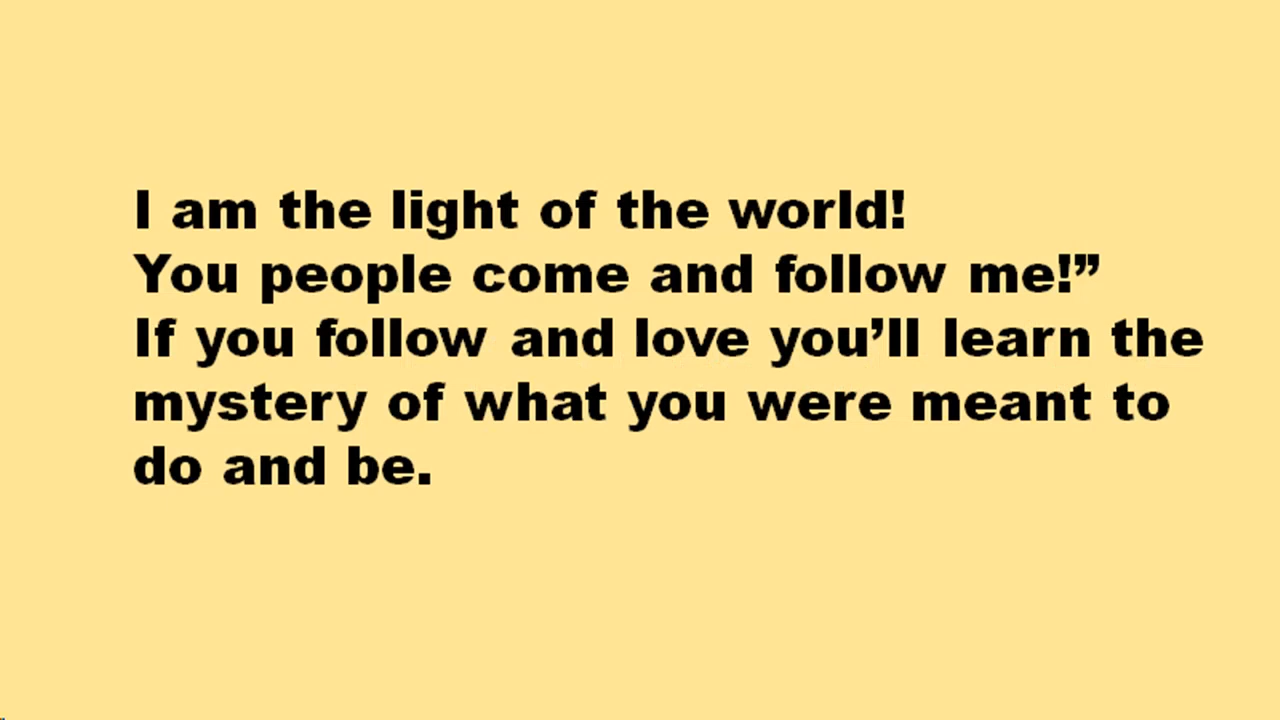 I am the light of the world!
You people come and follow me!”
If you follow and love you’ll learn the
mystery of what you were meant to
do and be.